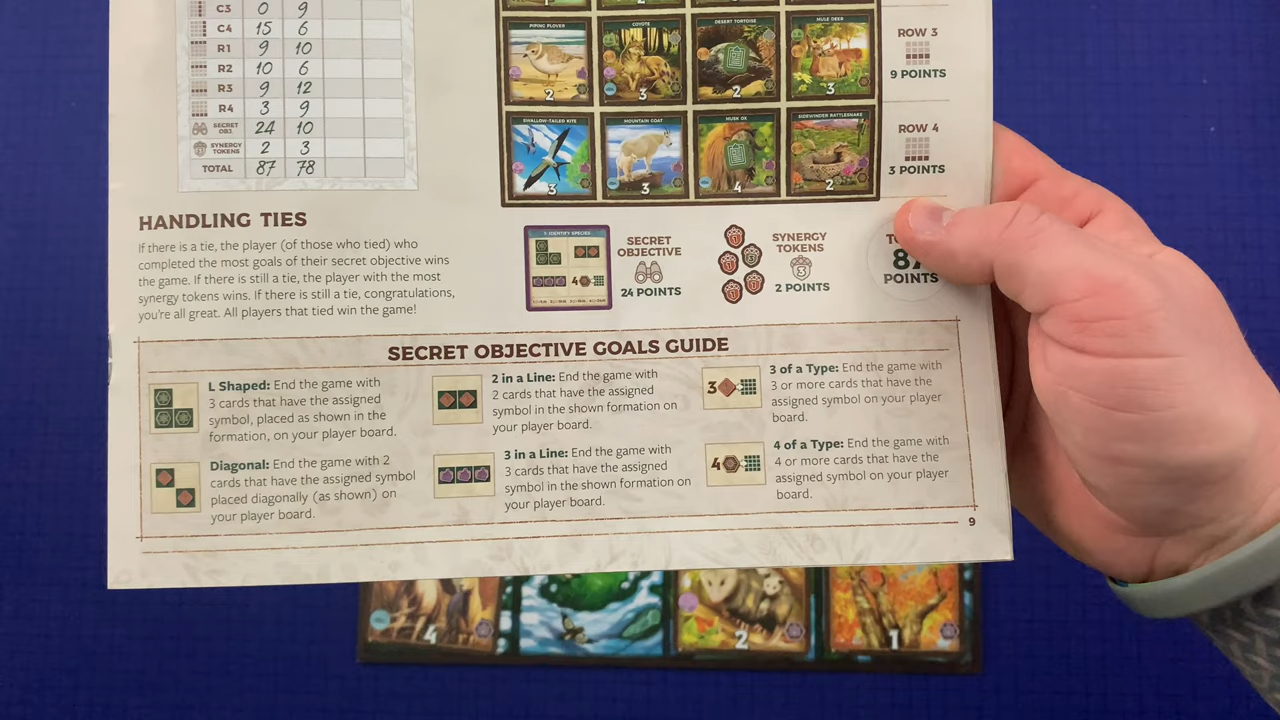 C3 0 9
C4 15 6
R1 9 10
R2 10 6
R3 9 12
R4 3 9
SECRET OBJ. 24 10
SYNERGY TOKENS 2 3
TOTAL 87 78
PIPING PLOVER
COYOTE
DESERT TORTOISE
MULE DEER
2
3
2
3
ROW 3
9 POINTS
SWALLOW-TAILED KITE
MOUNTAIN GOAT
MUSK OX
SIDEWINDER RATTLESNAKE
3
3
4
2
ROW 4
3 POINTS
HANDLING TIES
If there is a tie, the player (of those who tied) who
completed the most goals of their secret objective wins
the game. If there is still a tie, the player with the most
synergy tokens wins. If there is still a tie, congratulations,
you're all great. All players that tied win the game!
IDENTIFY SPECIES
4
SECRET
OBJECTIVE
24 POINTS
SYNERGY
TOKENS
3
2 POINTS
87
POINTS
SECRET OBJECTIVE GOALS GUIDE
L Shaped: End the game with
3 cards that have the assigned
symbol, placed as shown in the
formation, on your player board.
Diagonal: End the game with 2
cards that have the assigned symbol
placed diagonally (as shown) on
your player board.
2 in a Line: End the game with
2 cards that have the assigned
symbol in the shown formation on
your player board.
3 in a Line: End the game with
3 cards that have the assigned
symbol in the shown formation on
your player board.
3
3 of a Type: End the game with
3 or more cards that have the
assigned symbol on your player
board.
4
4 of a Type: End the game with
4 or more cards that have the
assigned symbol on your player
board.
9
4
2
1